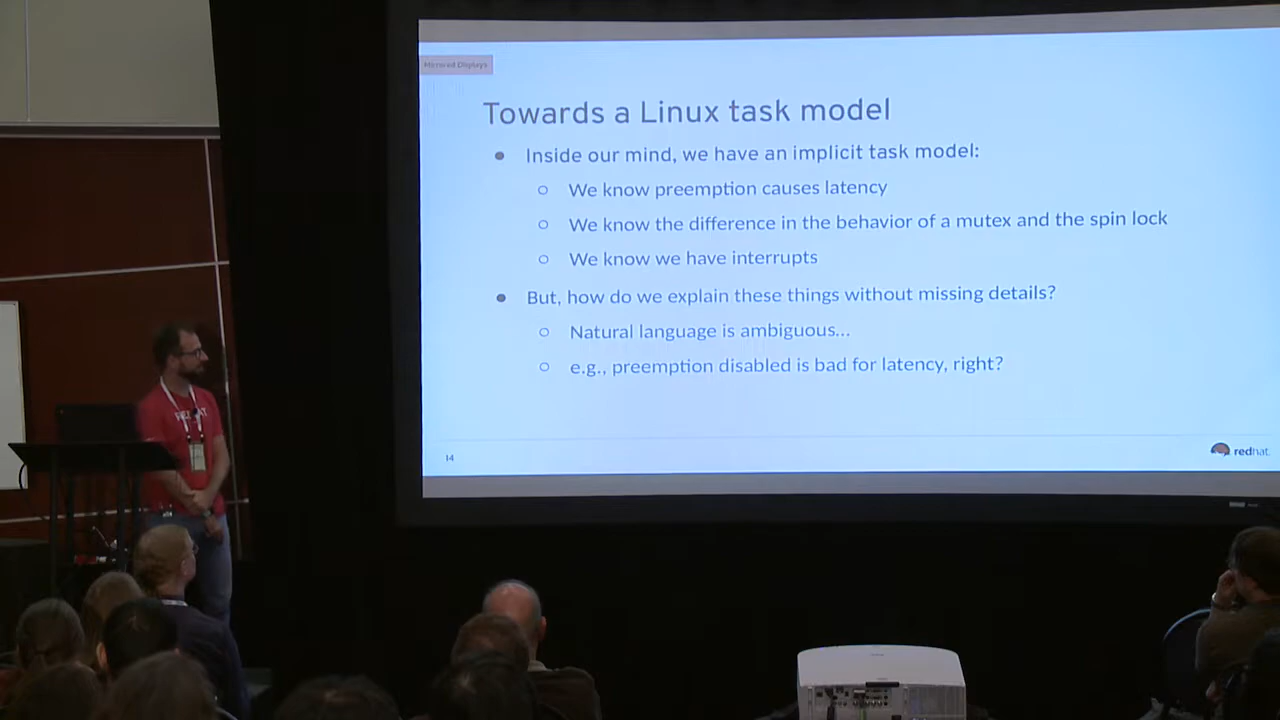 Mirrored Displays
Towards a Linux task model
● Inside our mind, we have an implicit task model:
○ We know preemption causes latency
○ We know the difference in the behavior of a mutex and the spin lock
○ We know we have interrupts
● But, how do we explain these things without missing details?
○ Natural language is ambiguous...
○ e.g., preemption disabled is bad for latency, right?
14
redhat.